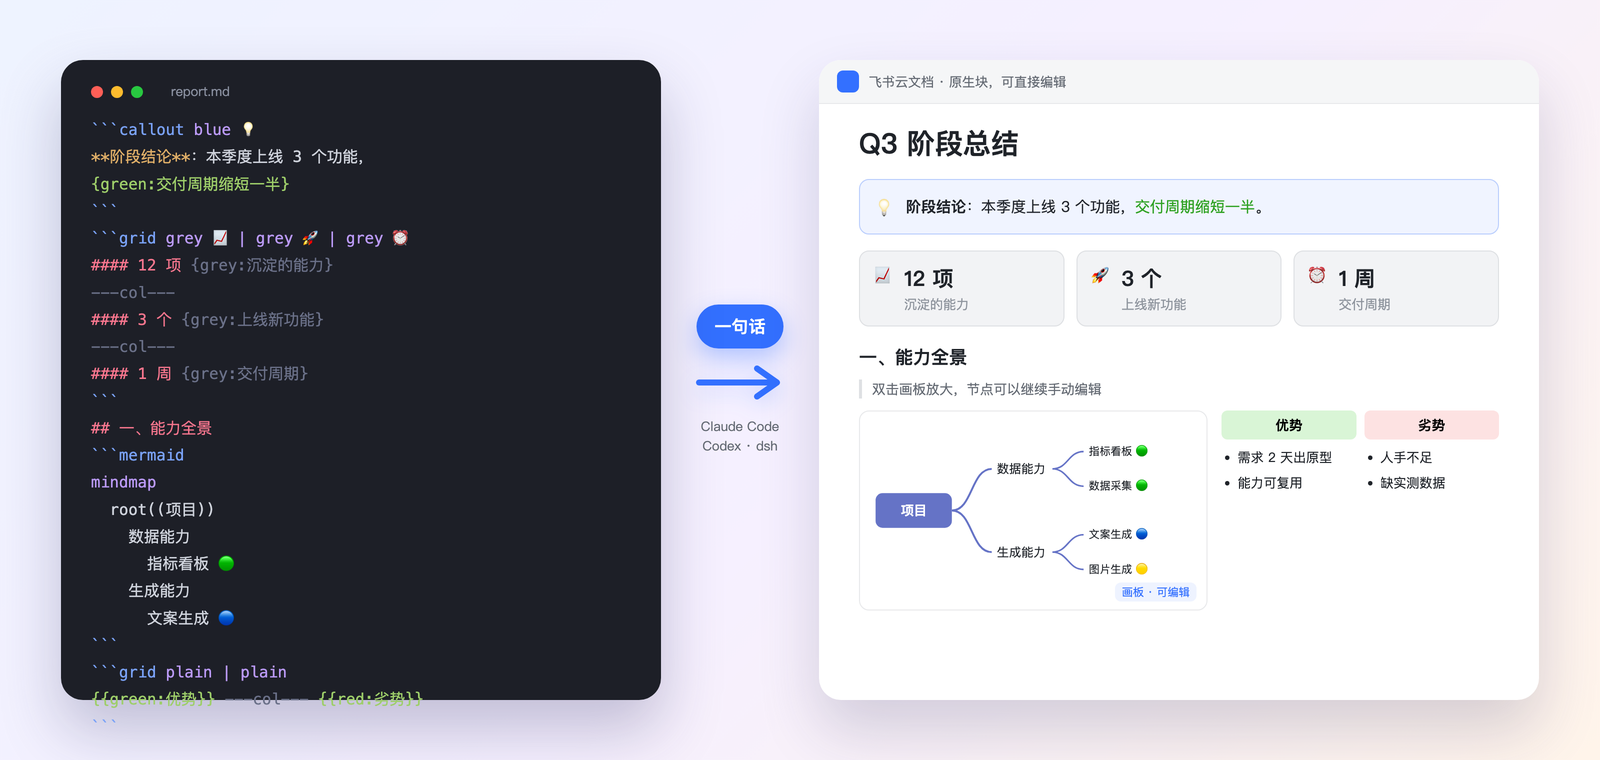 report.md
```callout blue 💡
**阶段结论**: 本季度上线 3 个功能,
{green:交付周期缩短一半}
```
```grid grey 📈 | grey 🚀 | grey ⏰
#### 12 项 {grey:沉淀的能力}
---col---
#### 3 个 {grey:上线新功能}
---col---
#### 1 周 {grey:交付周期}
```
## 一、能力全景
```mermaid
mindmap
root((项目))
数据能力
指标看板 🟢
生成能力
文案生成 🔵
```
```grid plain | plain
{{green:优势}} ---col--- {{red:劣势}}
```
一句话
Claude Code
Codex · dsh
飞书云文档 · 原生块，可直接编辑
Q3 阶段总结
💡 阶段结论：本季度上线 3 个功能，交付周期缩短一半。
📈 12 项
沉淀的能力
🚀 3 个
上线新功能
⏰ 1 周
交付周期
一、能力全景
双击画板放大，节点可以继续手动编辑
项目
数据能力
指标看板 🟢
数据采集 🟢
生成能力
文案生成 🔵
图片生成 🟡
画板 · 可编辑
优势
• 需求 2 天出原型
• 能力可复用
劣势
• 人手不足
• 缺实测数据